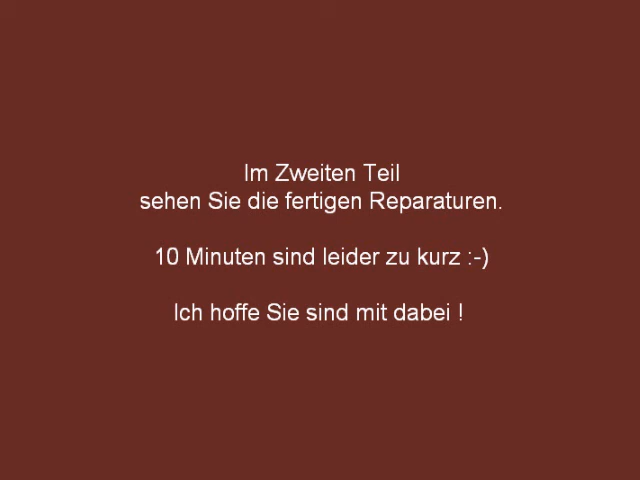 Im Zweiten Teil
sehen Sie die fertigen Reparaturen.
10 Minuten sind leider zu kurz :-)
Ich hoffe Sie sind mit dabei !